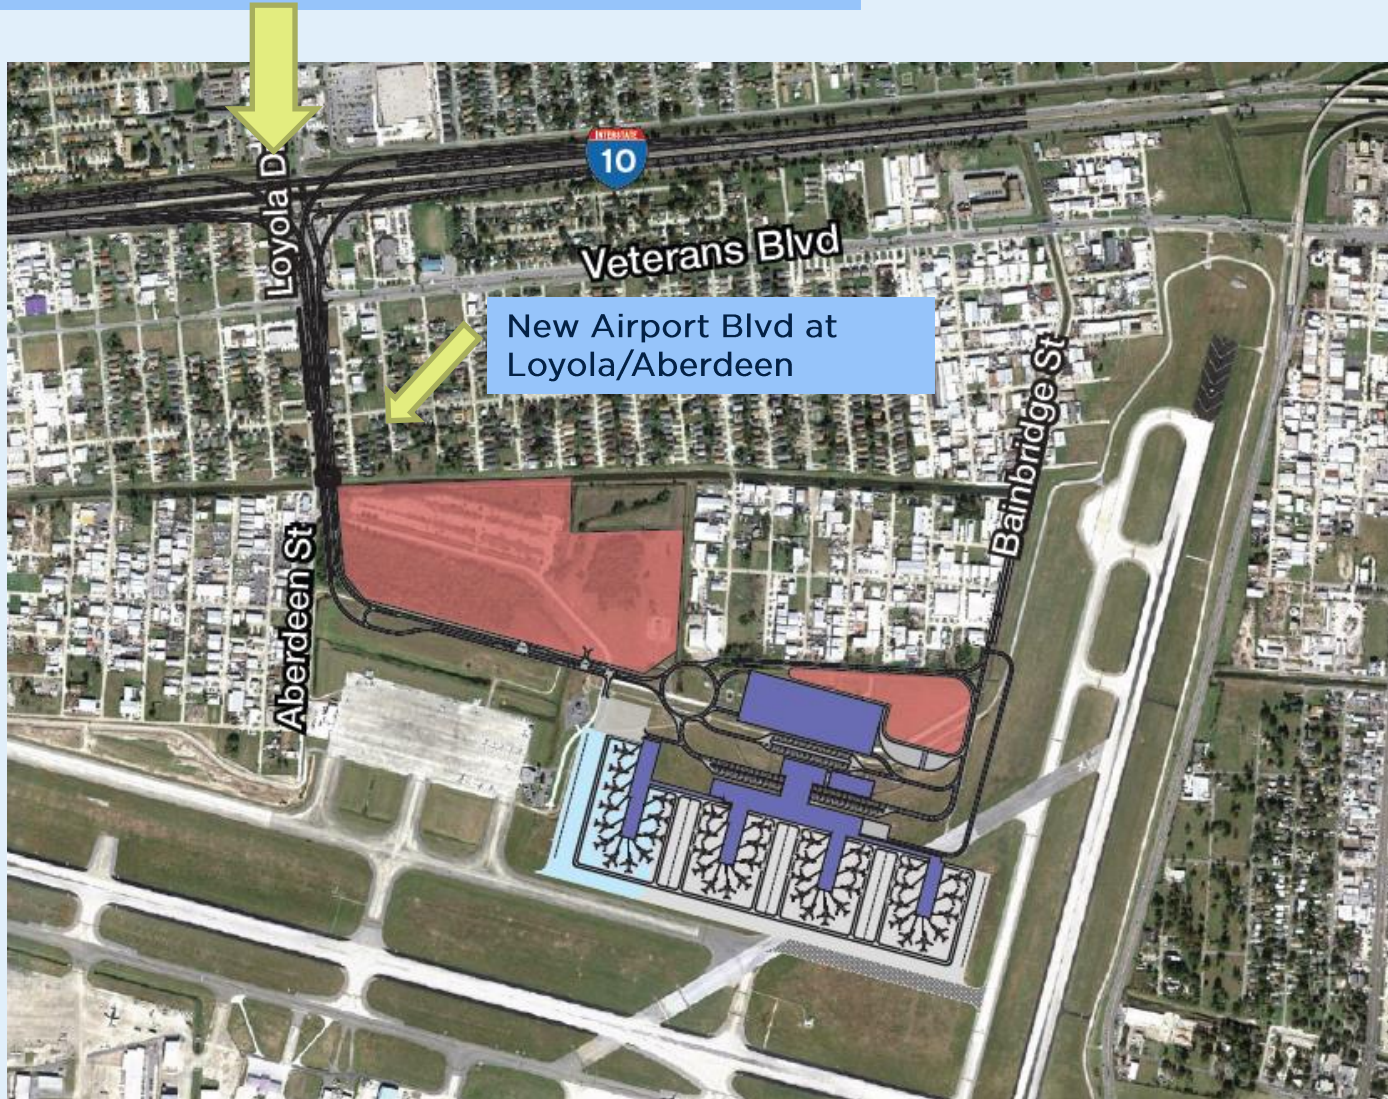 INTERSTATE
10
Loyola D
Veterans Blvd
New Airport Blvd at
Loyola/Aberdeen
Bainbridge St
Aberdeen St